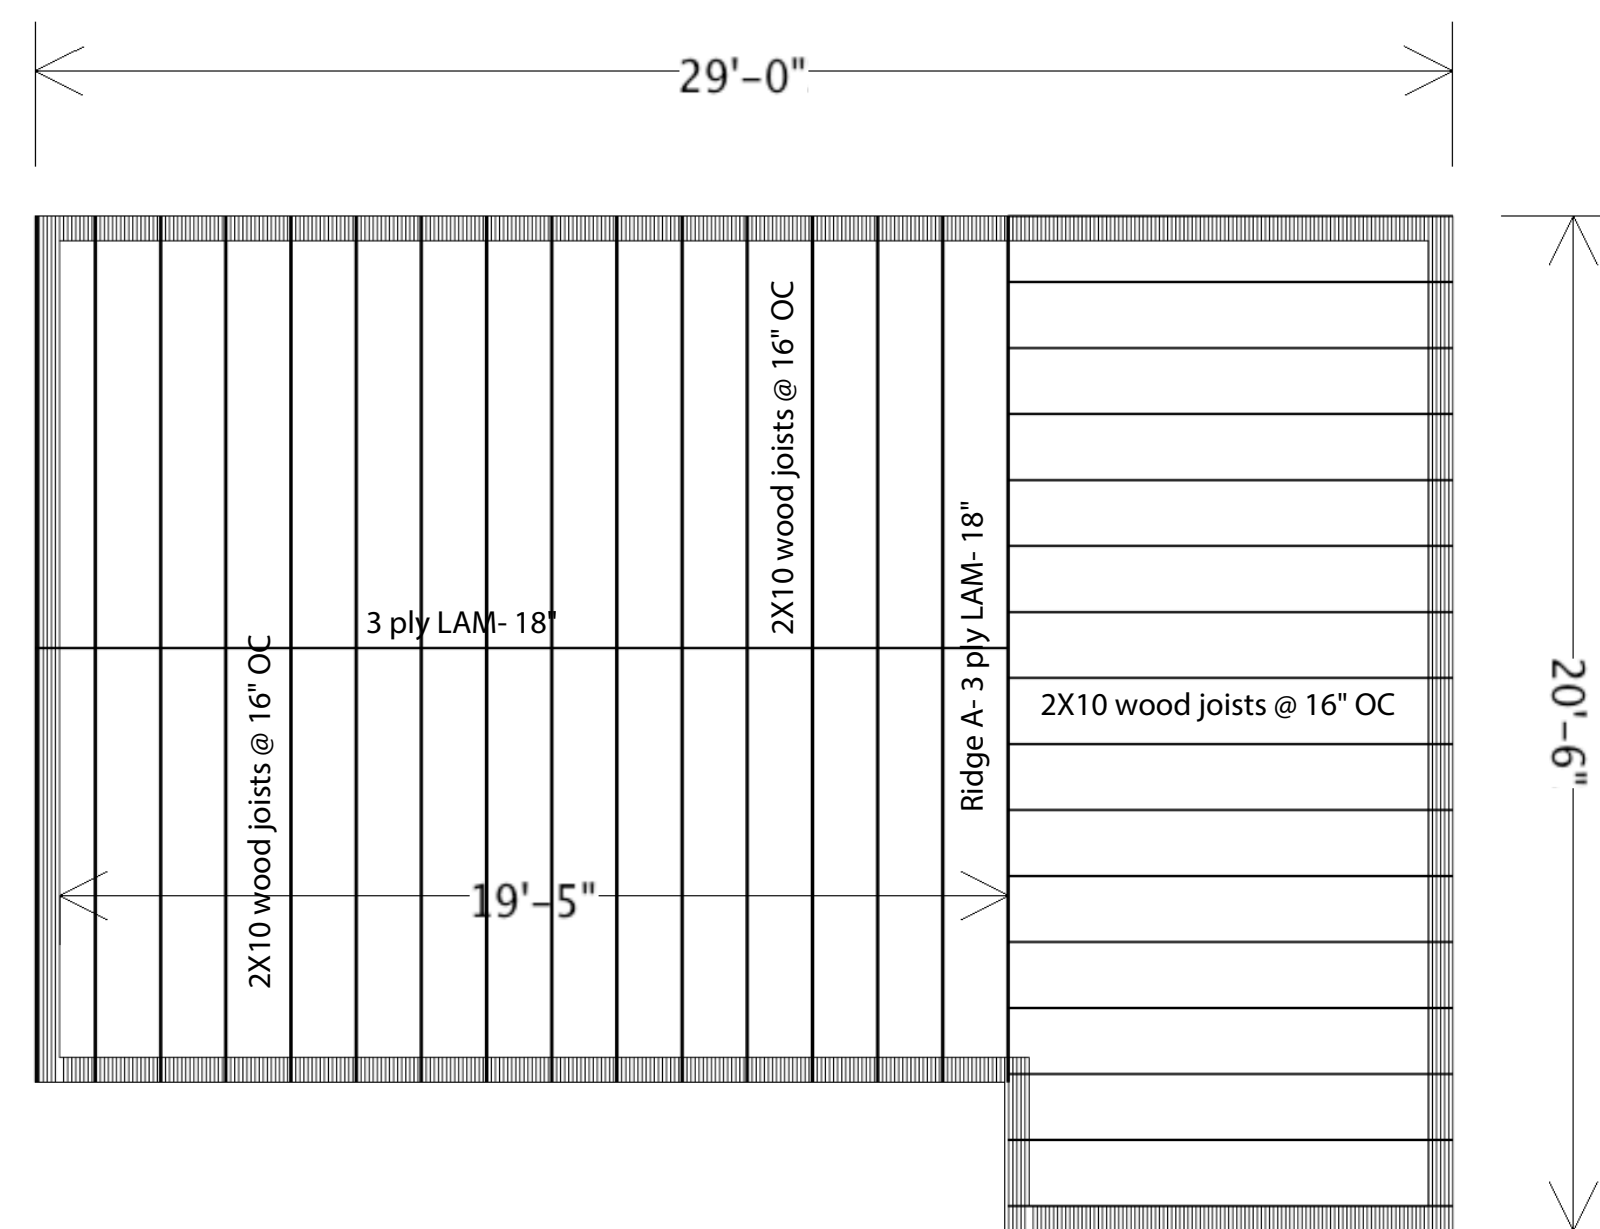 29'-0"
2X10 wood joists @ 16" OC
Ridge A- 3 ply LAM- 18"
3 ply LAM- 18"
2X10 wood joists @ 16" OC
2X10 wood joists @ 16" OC
20'-6"
19'-5"